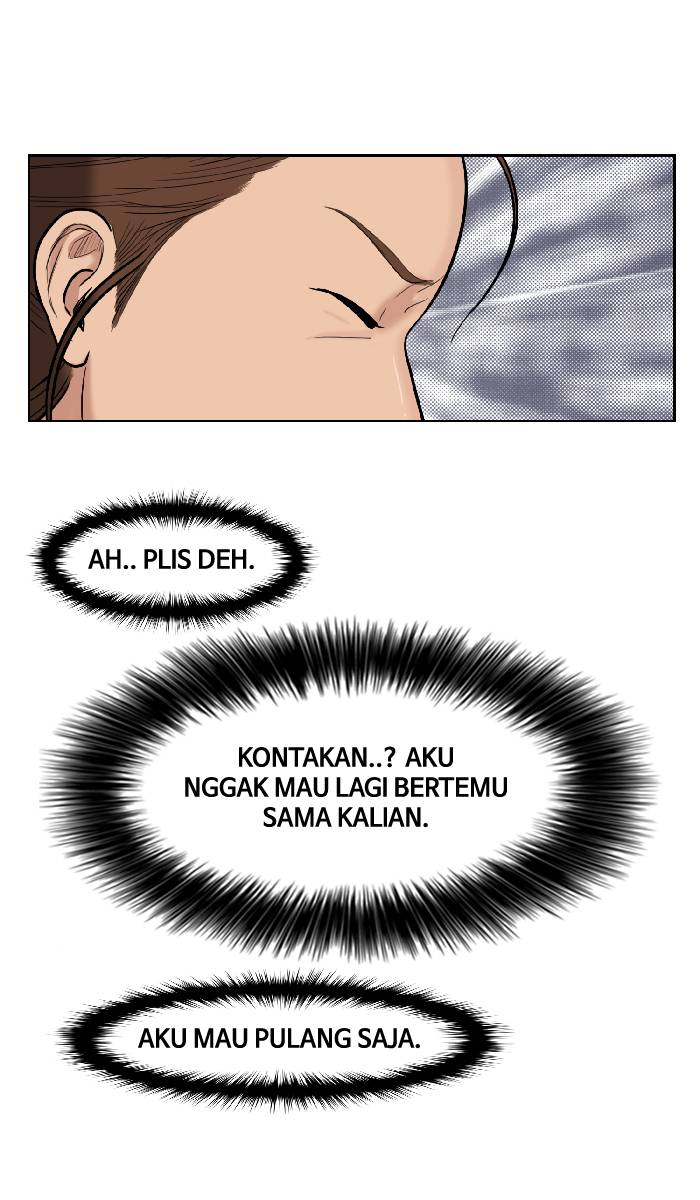 AH.. PLIS DEH.
KONTAKAN..? AKU
NGGAK MAU LAGI BERTEMU
SAMA KALIAN.
AKU MAU PULANG SAJA.